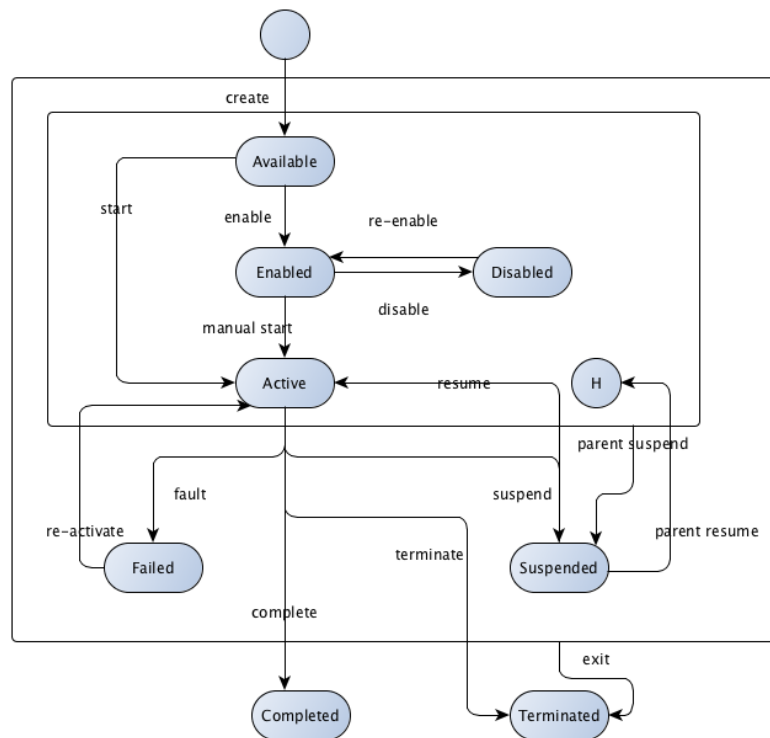 create
Available
start
enable
re-enable
Enabled
Disabled
disable
manual start
Active
resume
H
parent suspend
fault
suspend
re-activate
parent resume
terminate
Failed
Suspended
complete
exit
Completed
Terminated